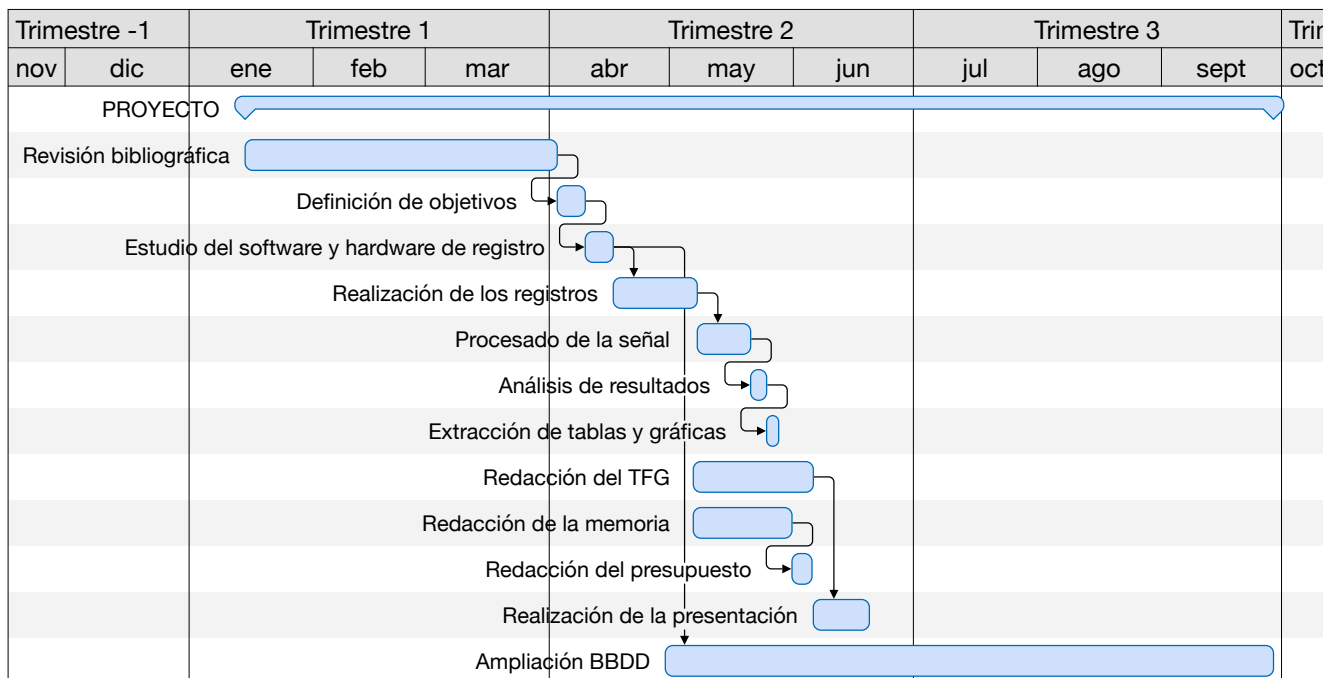 Trimestre -1 Trimestre 1 Trimestre 2 Trimestre 3
nov dic ene feb mar abr may jun jul ago sept oct
PROYECTO
Revisión bibliográfica
Definición de objetivos
Estudio del software y hardware de registro
Realización de los registros
Procesado de la señal
Análisis de resultados
Extracción de tablas y gráficas
Redacción del TFG
Redacción de la memoria
Redacción del presupuesto
Realización de la presentación
Ampliación BBDD